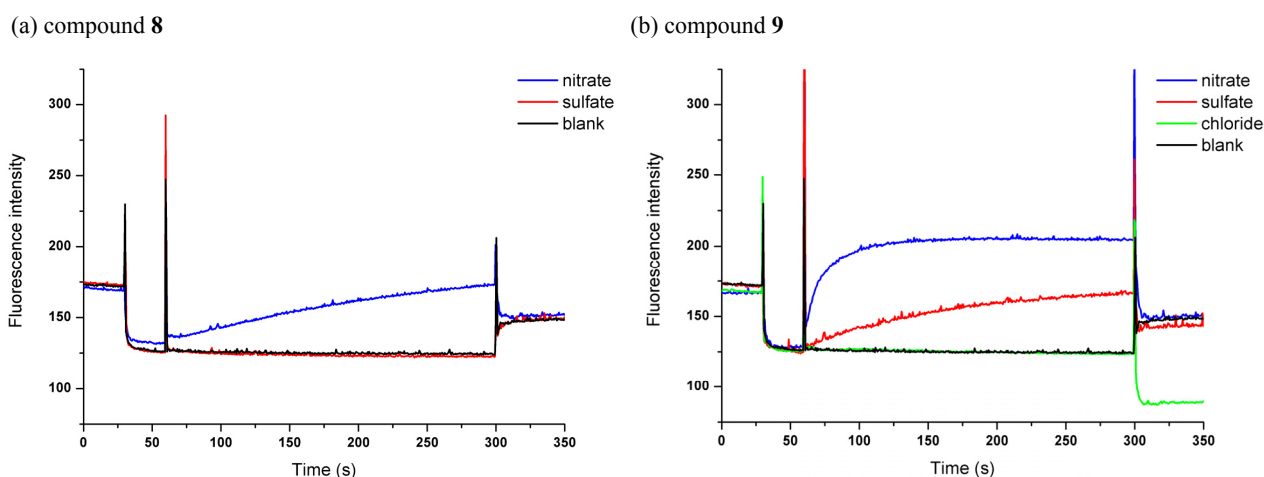 (a) compound 8
(b) compound 9
nitrate
sulfate
blank
Fluorescence intensity
300
250
200
150
100
0 50 100 150 200 250 300 350
Time (s)
nitrate
sulfate
chloride
blank
Fluorescence intensity
300
250
200
150
100
0 50 100 150 200 250 300 350
Time (s)